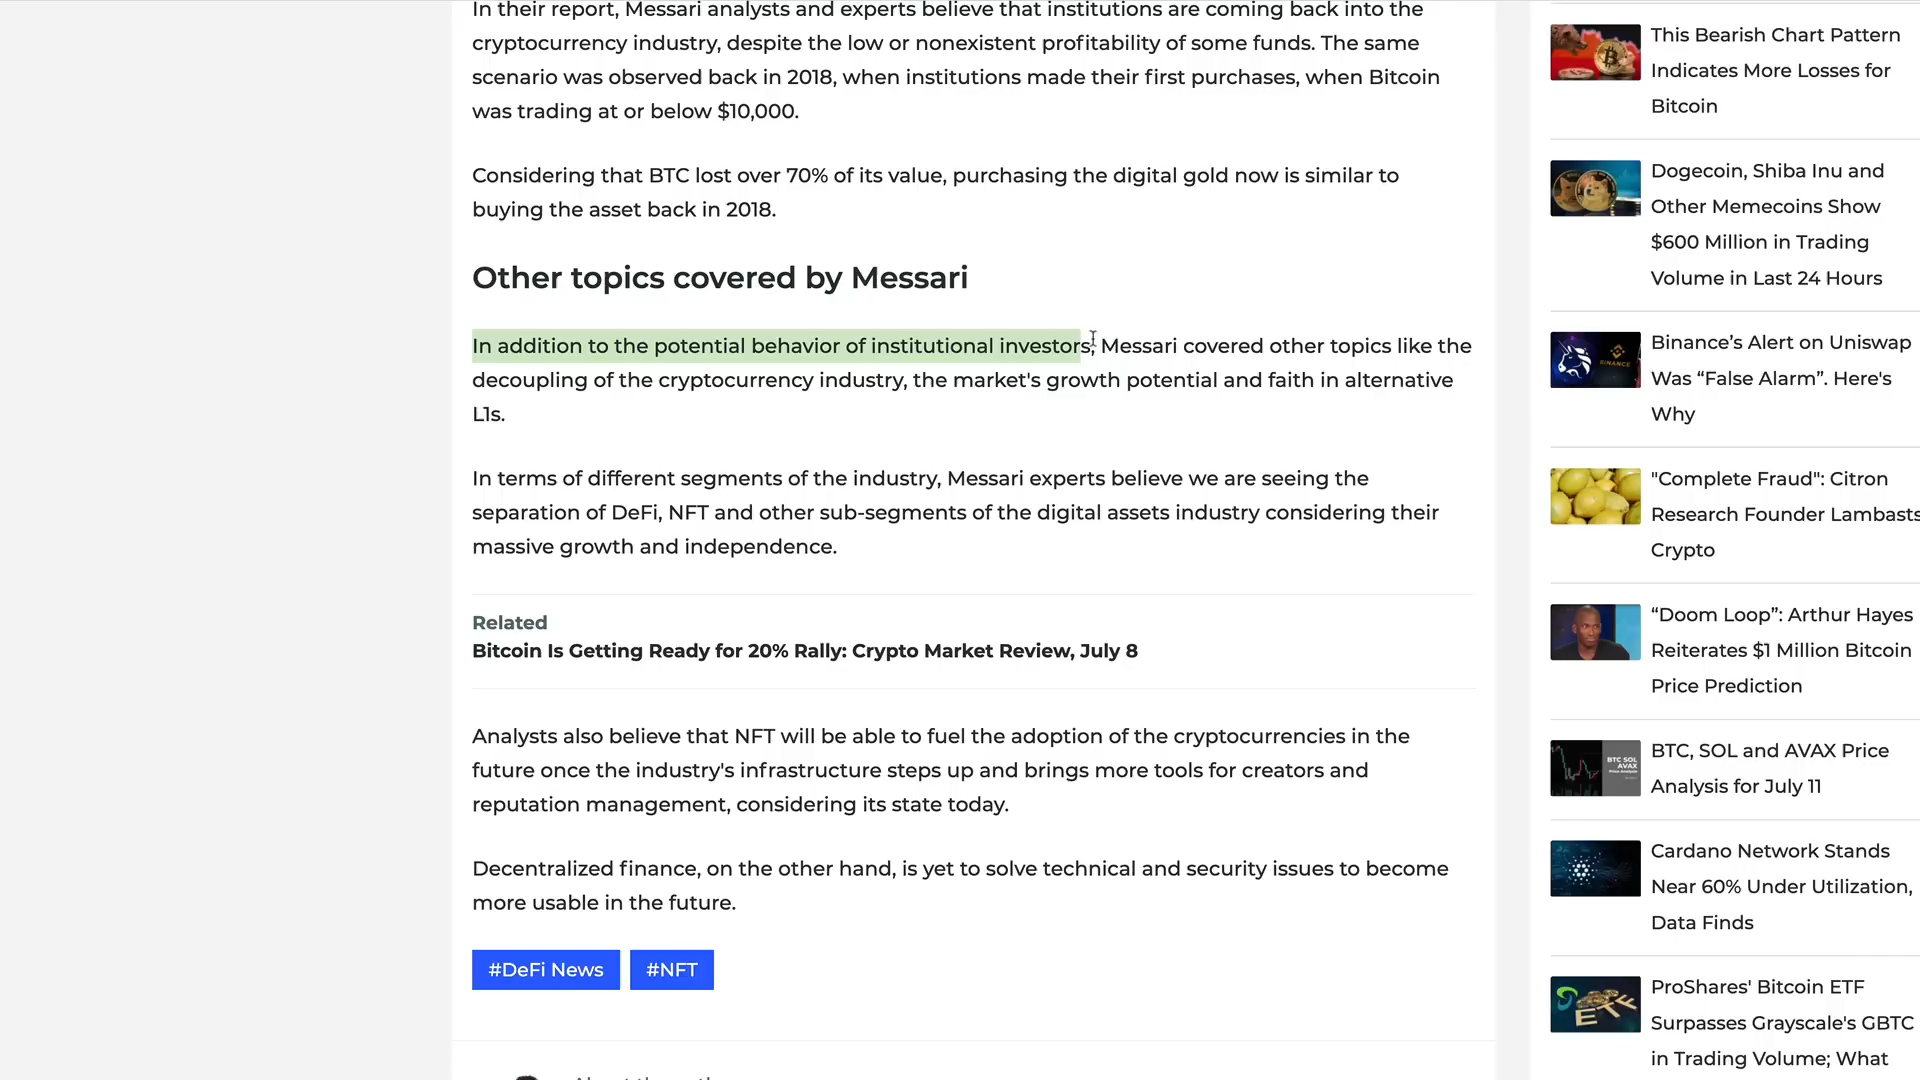 In their report, Messari analysts and experts believe that institutions are coming back into the
cryptocurrency industry, despite the low or nonexistent profitability of some funds. The same
scenario was observed back in 2018, when institutions made their first purchases, when Bitcoin
was trading at or below $10,000.
Considering that BTC lost over 70% of its value, purchasing the digital gold now is similar to
buying the asset back in 2018.
Other topics covered by Messari
In addition to the potential behavior of institutional investors, Messari covered other topics like the
decoupling of the cryptocurrency industry, the market's growth potential and faith in alternative
L1s.
In terms of different segments of the industry, Messari experts believe we are seeing the
separation of DeFi, NFT and other sub-segments of the digital assets industry considering their
massive growth and independence.
Related
Bitcoin Is Getting Ready for 20% Rally: Crypto Market Review, July 8
Analysts also believe that NFT will be able to fuel the adoption of the cryptocurrencies in the
future once the industry's infrastructure steps up and brings more tools for creators and
reputation management, considering its state today.
Decentralized finance, on the other hand, is yet to solve technical and security issues to become
more usable in the future.
#DeFi News
#NFT
This Bearish Chart Pattern
Indicates More Losses for
Bitcoin
Dogecoin, Shiba Inu and
Other Memecoins Show
$600 Million in Trading
Volume in Last 24 Hours
BINANCE
Binance’s Alert on Uniswap
Was “False Alarm”. Here's
Why
"Complete Fraud": Citron
Research Founder Lambasts
Crypto
“Doom Loop”: Arthur Hayes
Reiterates $1 Million Bitcoin
Price Prediction
BTC SOL
AVAX
Price Analysis
BTC, SOL and AVAX Price
Analysis for July 11
Cardano Network Stands
Near 60% Under Utilization,
Data Finds
ETF
ProShares' Bitcoin ETF
Surpasses Grayscale's GBTC
in Trading Volume; What